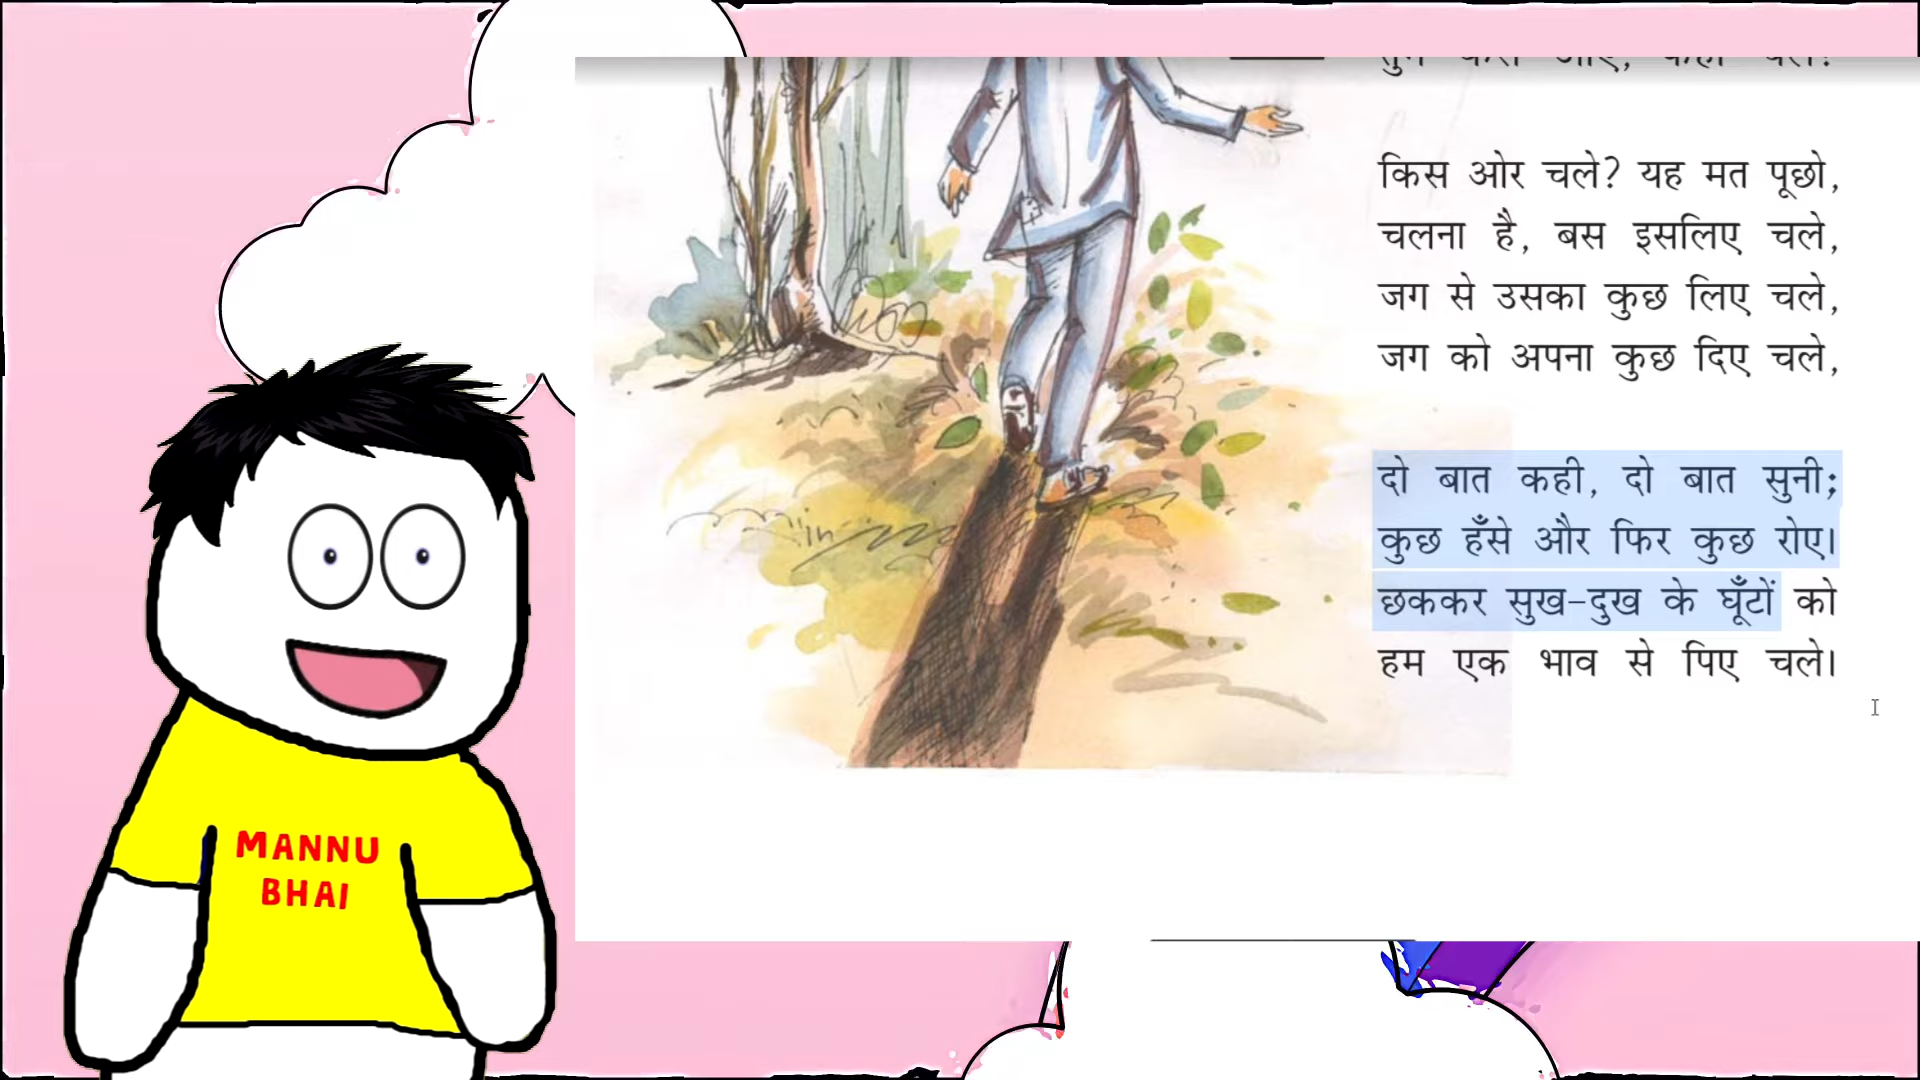 किस ओर चले? यह मत पूछो,
चलना है, बस इसलिए चले,
जग से उसका कुछ लिए चले,
जग को अपना कुछ दिए चले,
दो बात कही, दो बात सुनी;
कुछ हँसे और फिर कुछ रोए।
छककर सुख-दुख के घूँटों को
हम एक भाव से पिए चले।
MANNU
BHAI